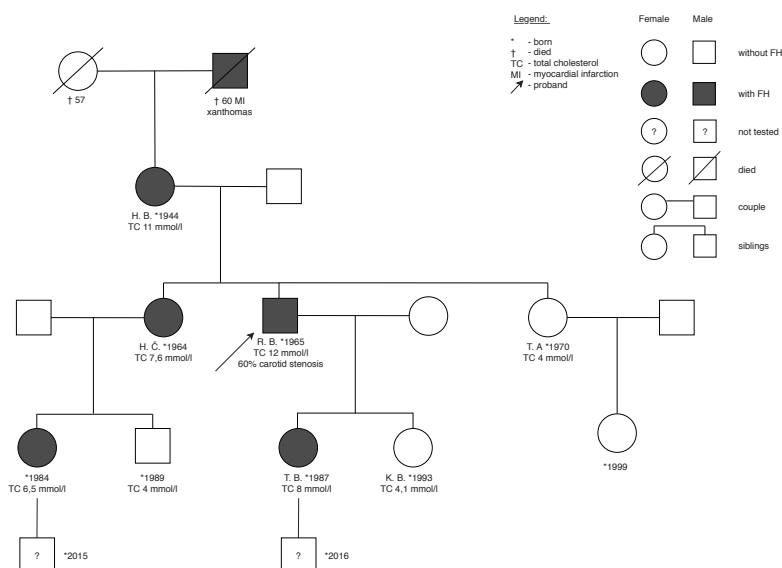 Legend:
* - born
† - died
TC - total cholesterol
MI - myocardial infarction
- proband
Female Male
without FH
with FH
? ? not tested
died
couple
siblings
† 57
† 60 MI
xanthomas
H. B. *1944
TC 11 mmol/l
H. Č. *1964
TC 7,6 mmol/l
R. B. *1965
TC 12 mmol/l
60% carotid stenosis
T. A *1970
TC 4 mmol/l
*1984
TC 6,5 mmol/l
*1989
TC 4 mmol/l
T. B. *1987
TC 8 mmol/l
K. B. *1993
TC 4,1 mmol/l
*1999
? *2015
? *2016